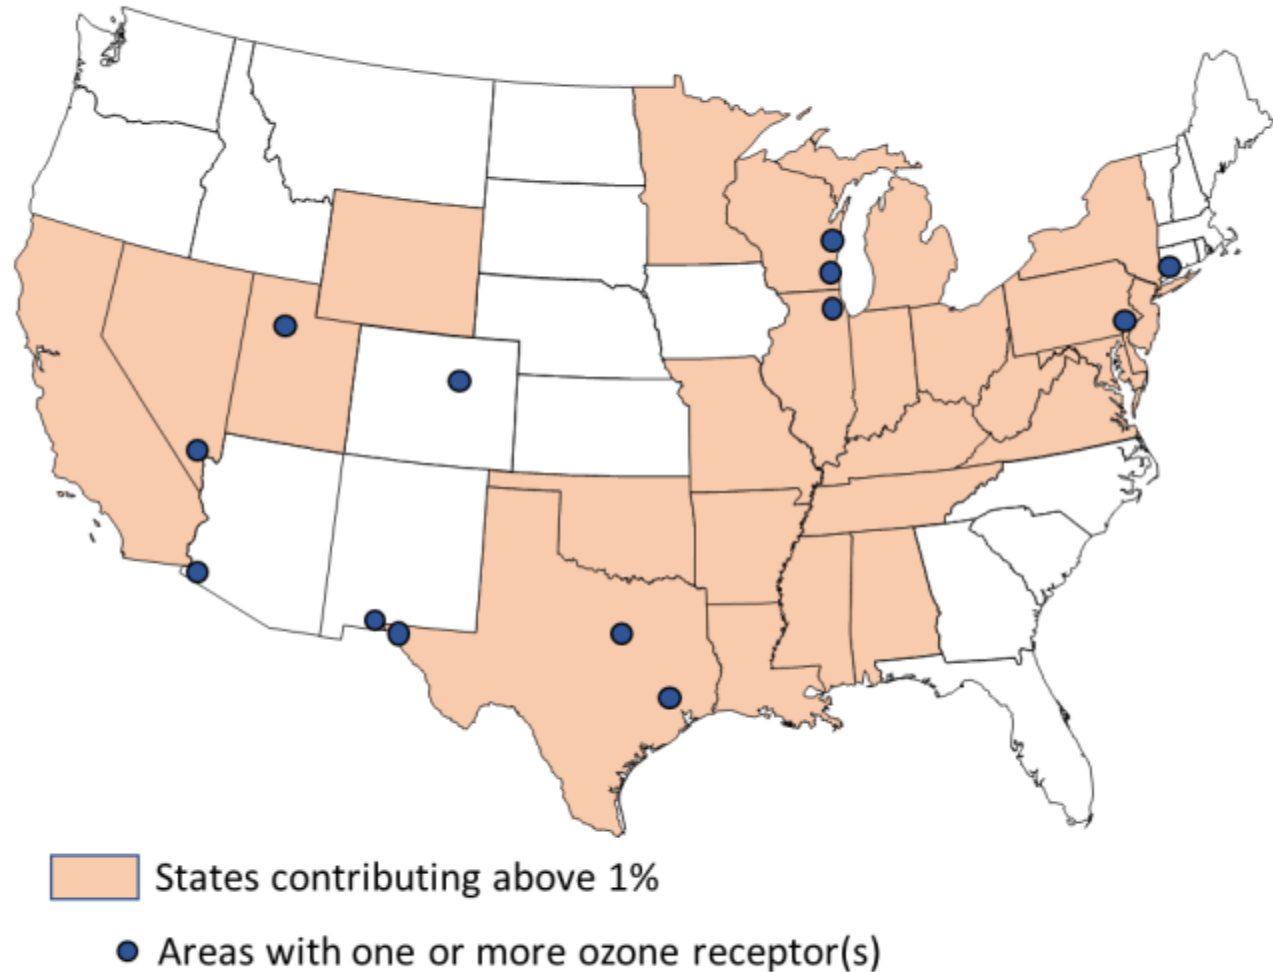 States contributing above 1%
Areas with one or more ozone receptor(s)